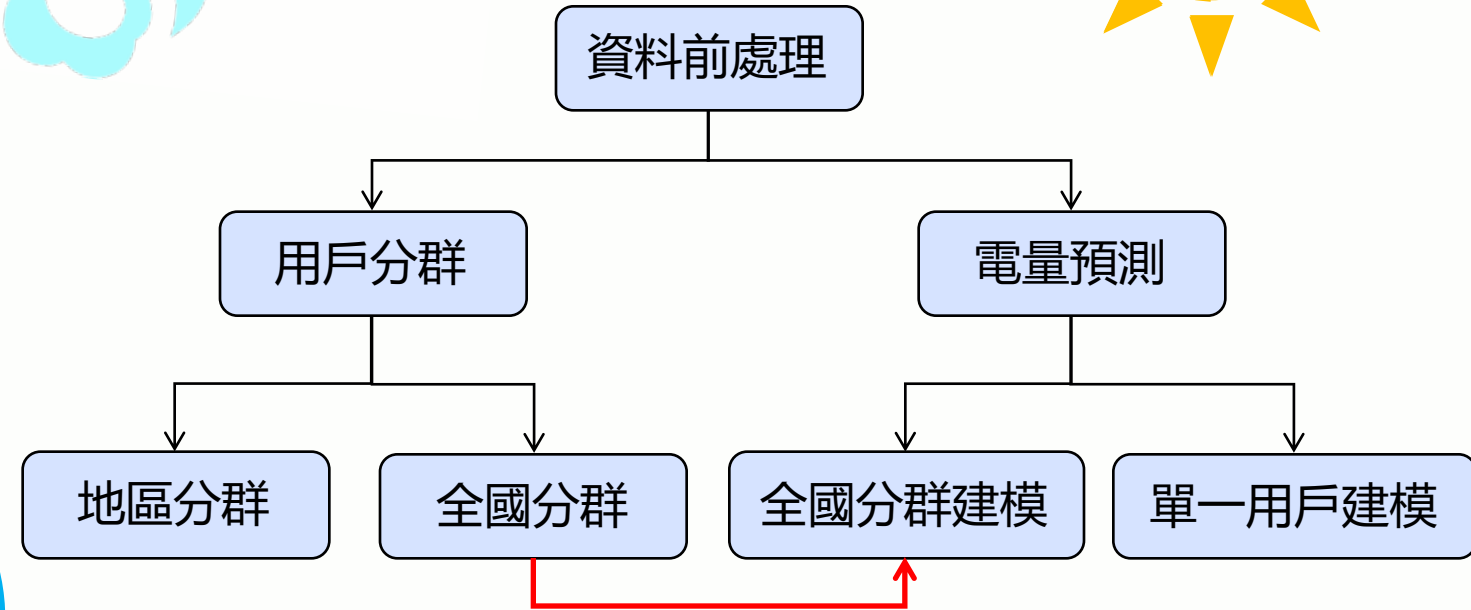 資料前處理
用戶分群
電量預測
地區分群
全國分群
全國分群建模
單一用戶建模